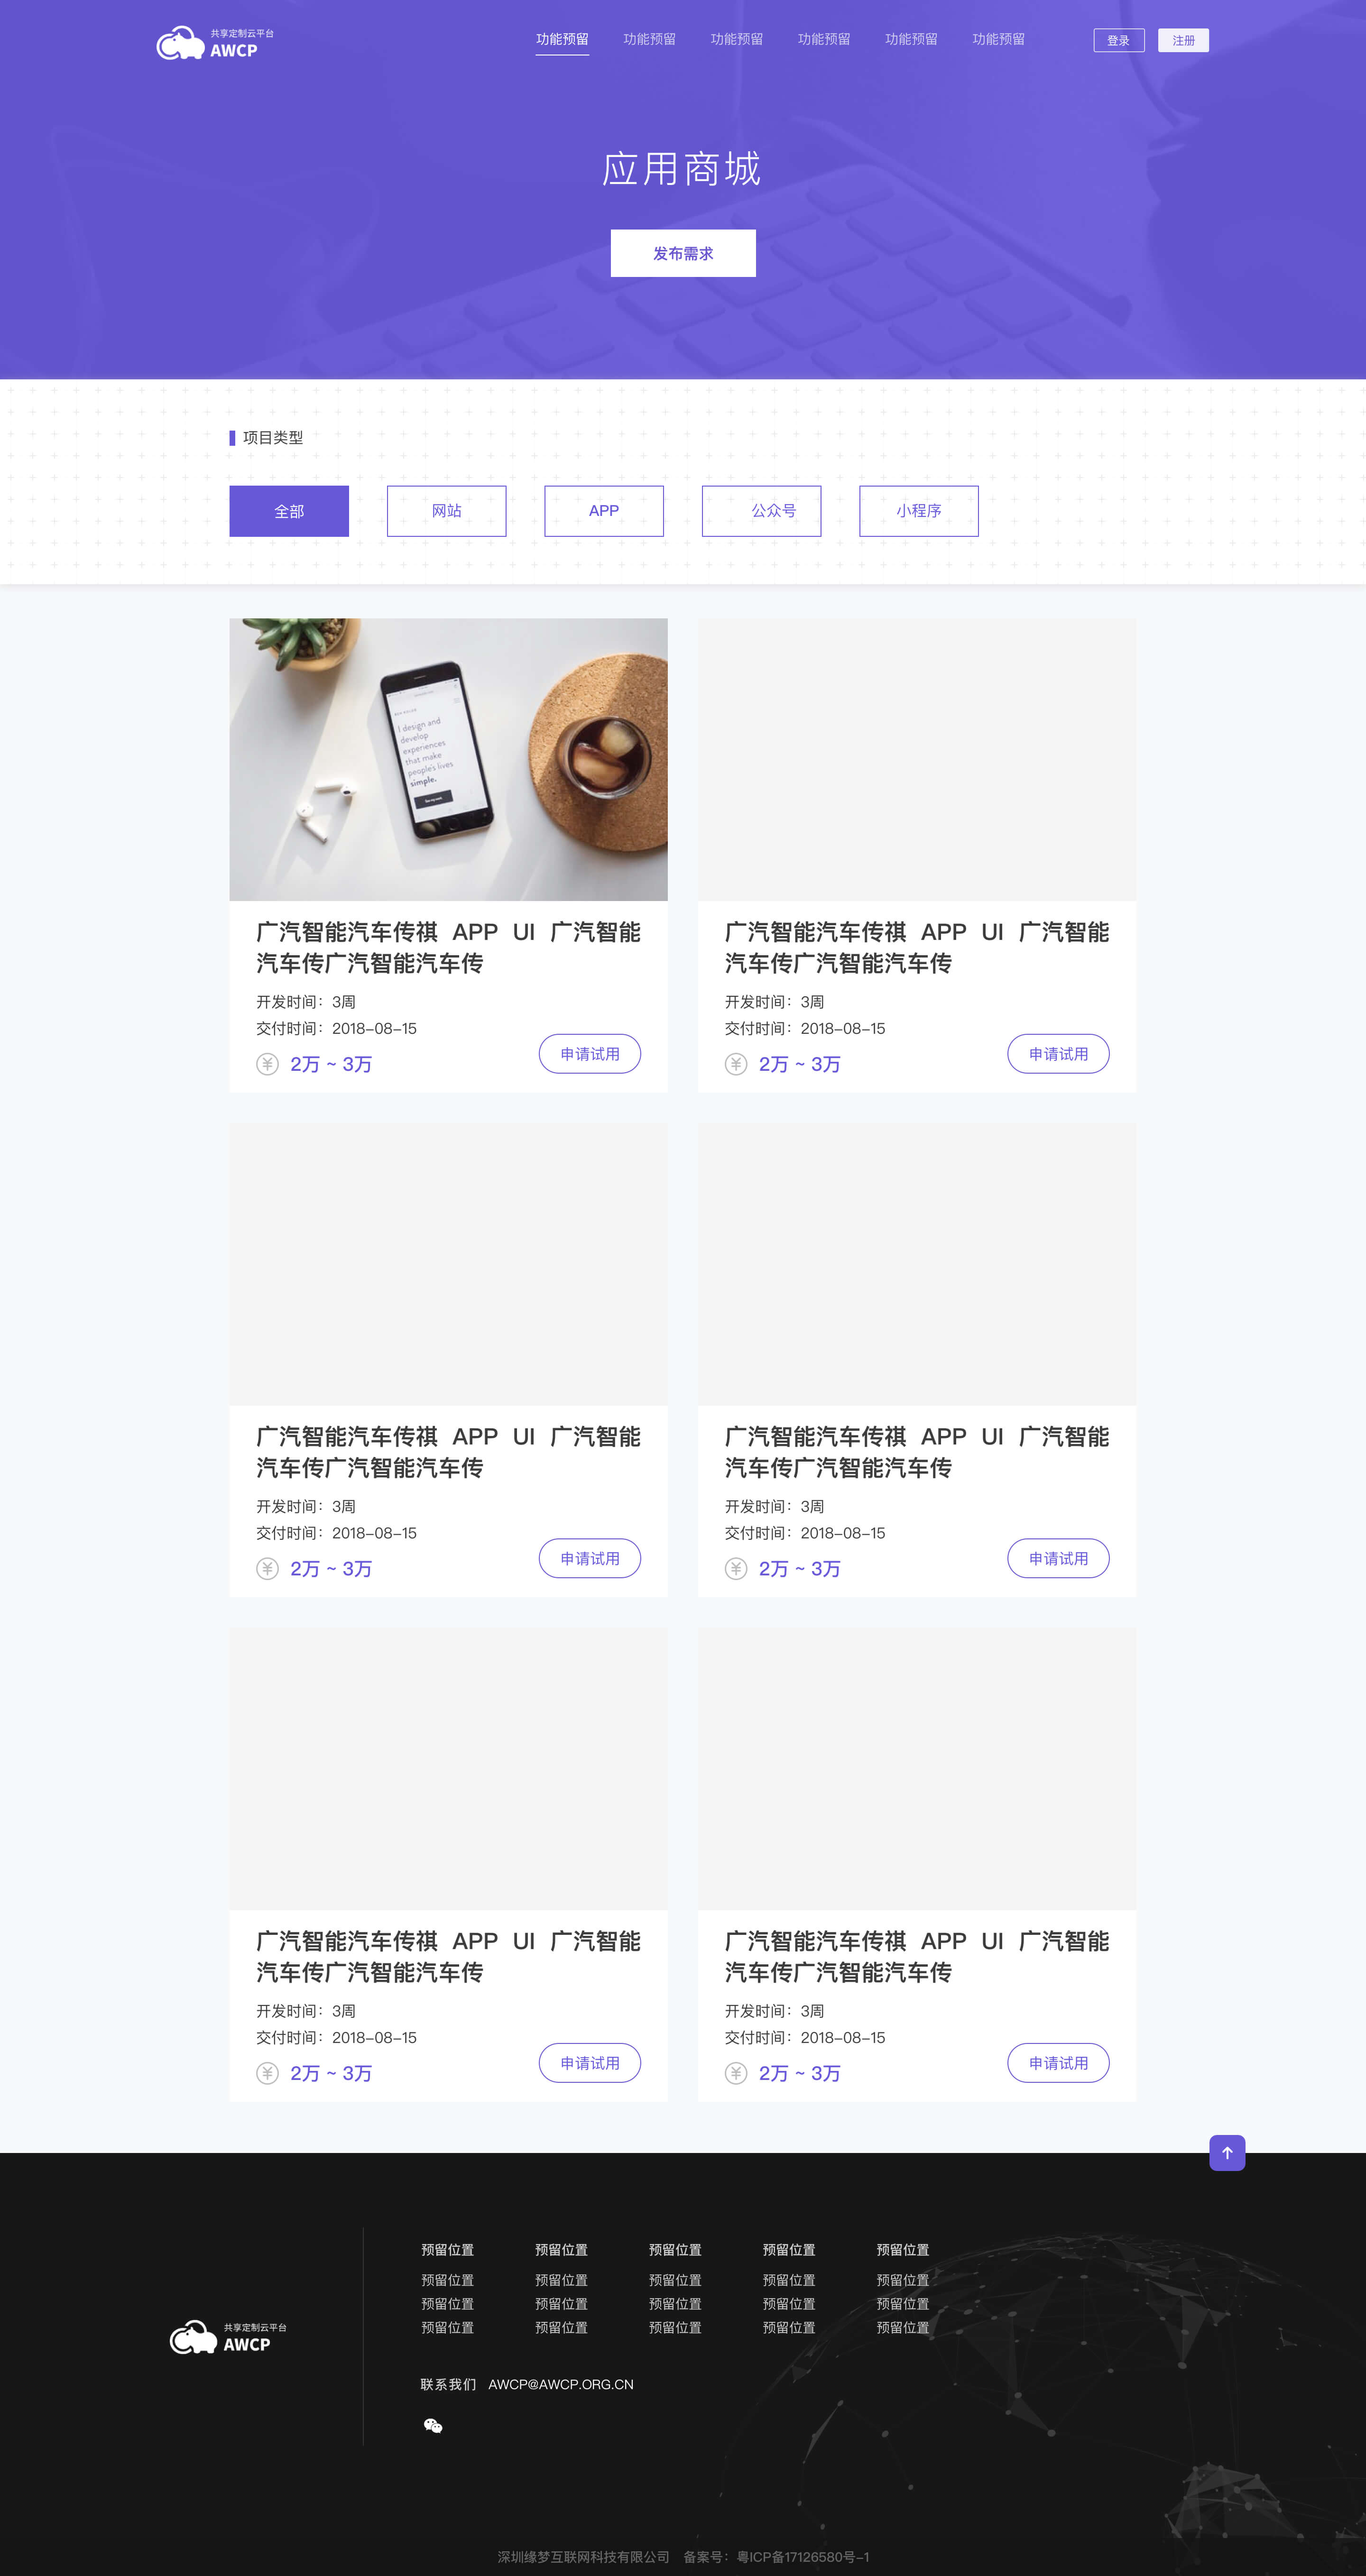 共享定制云平台
AWCP
功能预留 功能预留 功能预留 功能预留 功能预留 功能预留
登录 注册
应用商城
发布需求
项目类型
全部 网站 APP 公众号 小程序
I design and
develop
experiences
that make
people's lives
simple.
广汽智能汽车传祺 APP UI 广汽智能
汽车传广汽智能汽车传
开发时间：3周
交付时间：2018-08-15
¥ 2万 ~ 3万
申请试用
广汽智能汽车传祺 APP UI 广汽智能
汽车传广汽智能汽车传
开发时间：3周
交付时间：2018-08-15
¥ 2万 ~ 3万
申请试用
广汽智能汽车传祺 APP UI 广汽智能
汽车传广汽智能汽车传
开发时间：3周
交付时间：2018-08-15
¥ 2万 ~ 3万
申请试用
广汽智能汽车传祺 APP UI 广汽智能
汽车传广汽智能汽车传
开发时间：3周
交付时间：2018-08-15
¥ 2万 ~ 3万
申请试用
广汽智能汽车传祺 APP UI 广汽智能
汽车传广汽智能汽车传
开发时间：3周
交付时间：2018-08-15
¥ 2万 ~ 3万
申请试用
广汽智能汽车传祺 APP UI 广汽智能
汽车传广汽智能汽车传
开发时间：3周
交付时间：2018-08-15
¥ 2万 ~ 3万
申请试用
共享定制云平台
AWCP
预留位置 预留位置 预留位置 预留位置 预留位置
预留位置 预留位置 预留位置 预留位置 预留位置
预留位置 预留位置 预留位置 预留位置 预留位置
预留位置 预留位置 预留位置 预留位置 预留位置
联系我们 AWCP@AWCP.ORG.CN
深圳缘梦互联网科技有限公司 备案号：粤ICP备17126580号-1